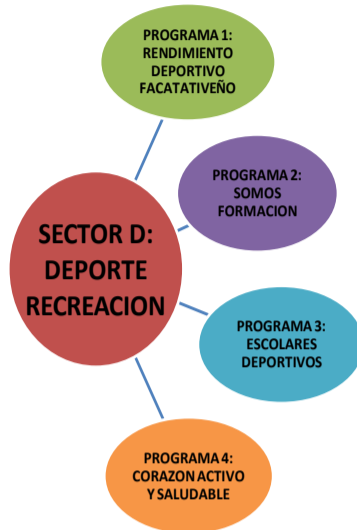 PROGRAMA 1:
RENDIMIENTO
DEPORTIVO
FACATATIVEÑO
PROGRAMA 2:
SOMOS
FORMACION
SECTOR D:
DEPORTE
RECREACION
PROGRAMA 3:
ESCOLARES
DEPORTIVOS
PROGRAMA 4:
CORAZON ACTIVO
Y SALUDABLE